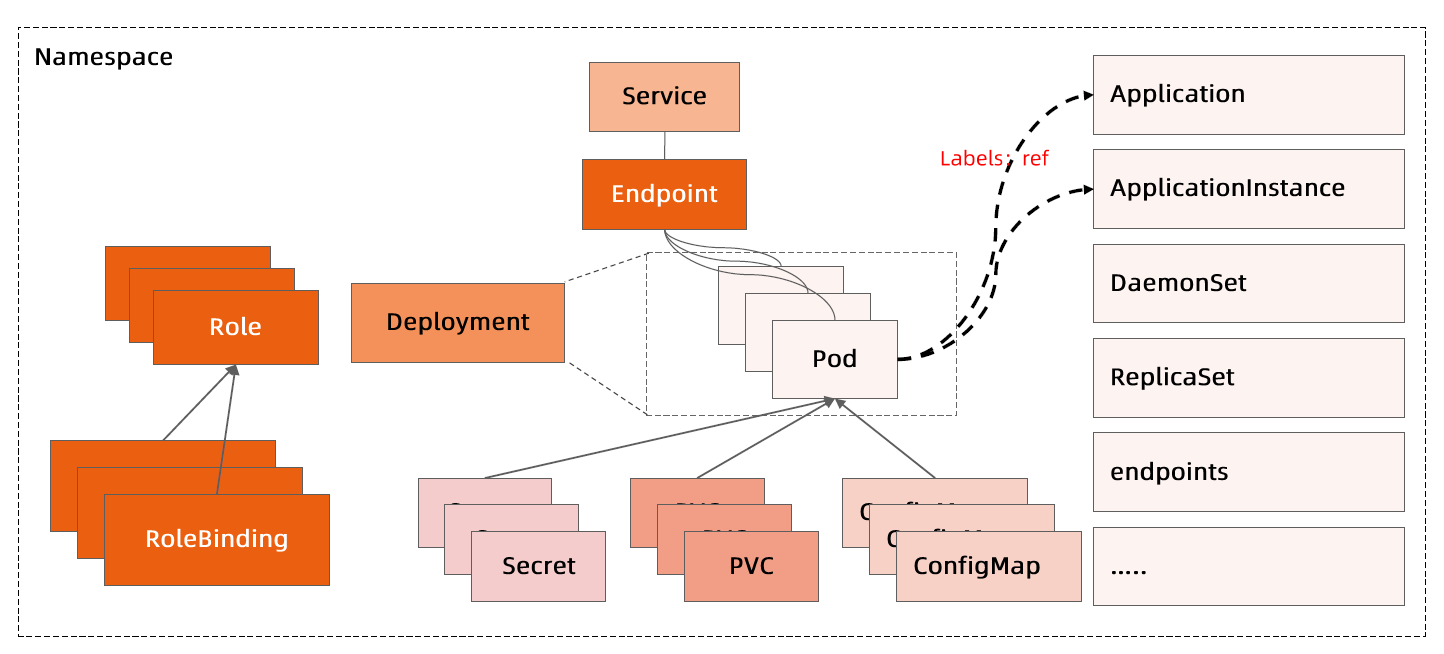 Namespace
Service
Application
Labels: ref
Endpoint
ApplicationInstance
DaemonSet
Role
Deployment
Pod
ReplicaSet
endpoints
RoleBinding
Secret
PVC
ConfigMap
.....